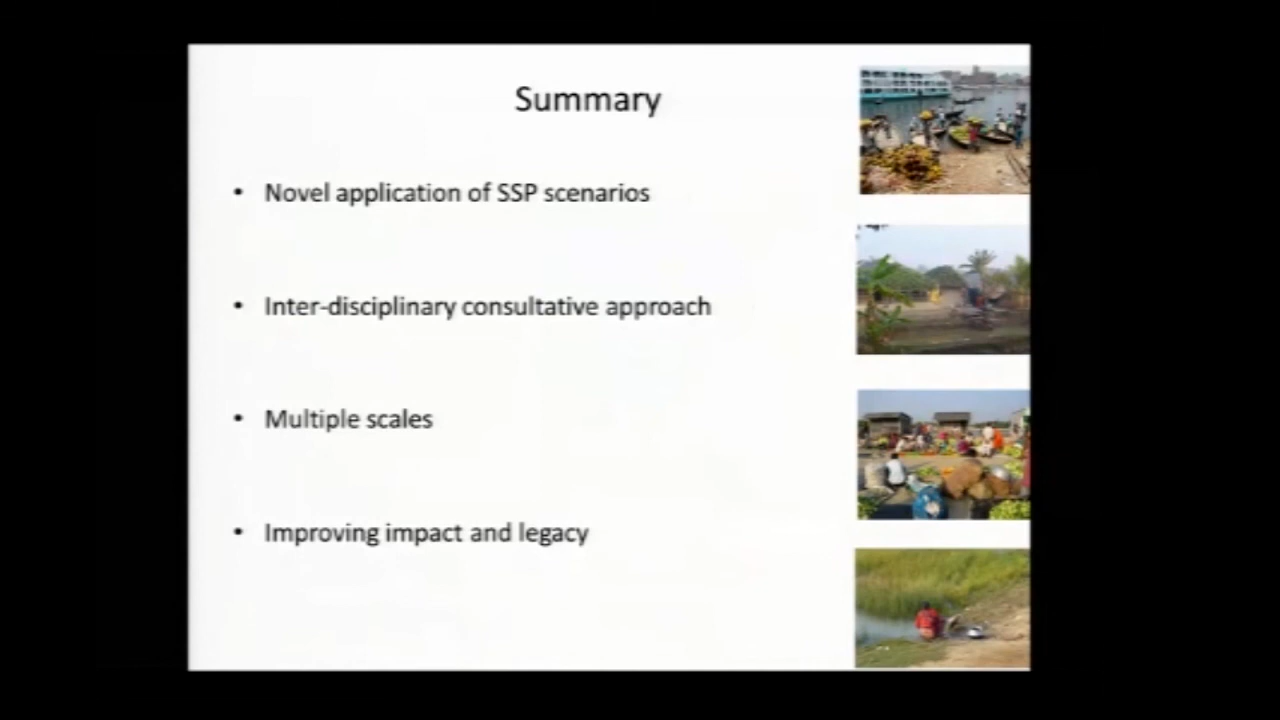 Summary
• Novel application of SSP scenarios
• Inter-disciplinary consultative approach
• Multiple scales
• Improving impact and legacy